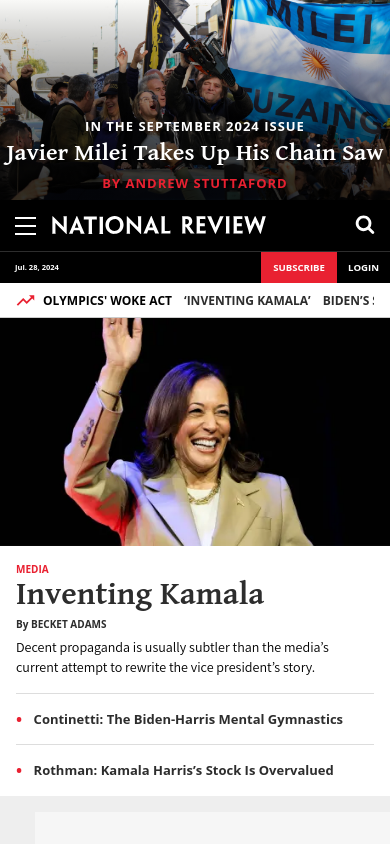 MILEI
TUZAING
IN THE SEPTEMBER 2024 ISSUE
Javier Milei Takes Up His Chain Saw
BY ANDREW STUTTAFORD
NATIONAL REVIEW
Jul. 28, 2024
SUBSCRIBE
LOGIN
OLYMPICS' WOKE ACT
‘INVENTING KAMALA’
BIDEN’S
MEDIA
Inventing Kamala
By BECKET ADAMS
Decent propaganda is usually subtler than the media’s
current attempt to rewrite the vice president’s story.
Continetti: The Biden-Harris Mental Gymnastics
Rothman: Kamala Harris’s Stock Is Overvalued